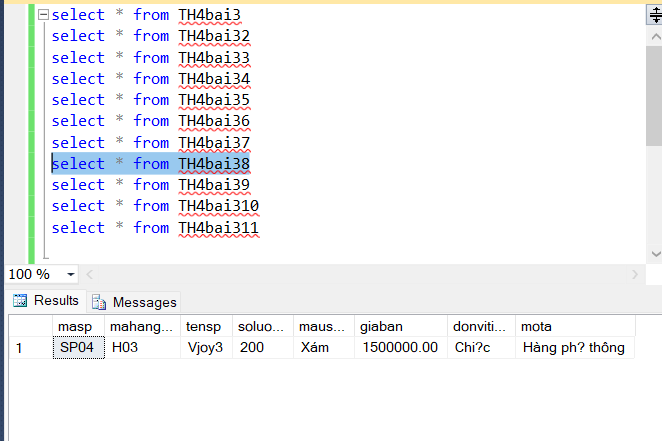 select * from TH4bai3
select * from TH4bai32
select * from TH4bai33
select * from TH4bai34
select * from TH4bai35
select * from TH4bai36
select * from TH4bai37
select * from TH4bai38
select * from TH4bai39
select * from TH4bai310
select * from TH4bai311
100 %
Results Messages
masp mahang... tensp soluo... maus... giaban donviti... mota
1 SP04 H03 Vjoy3 200 Xám 1500000.00 Chi?c Hàng ph? thông